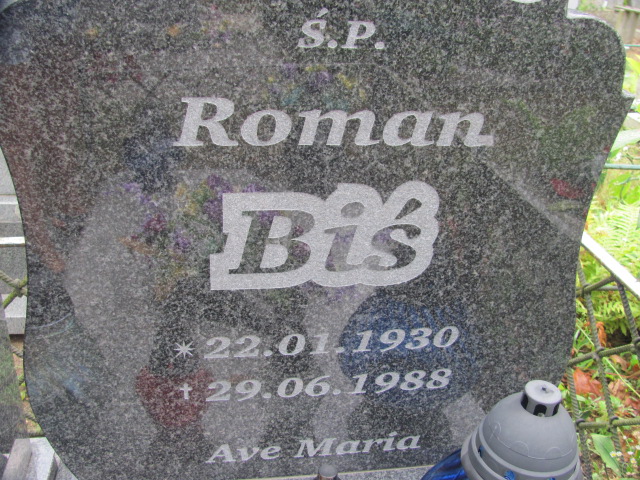 Ś.P.
Roman
Biś
* 22.01.1930
† 29.06.1988
Ave Maria